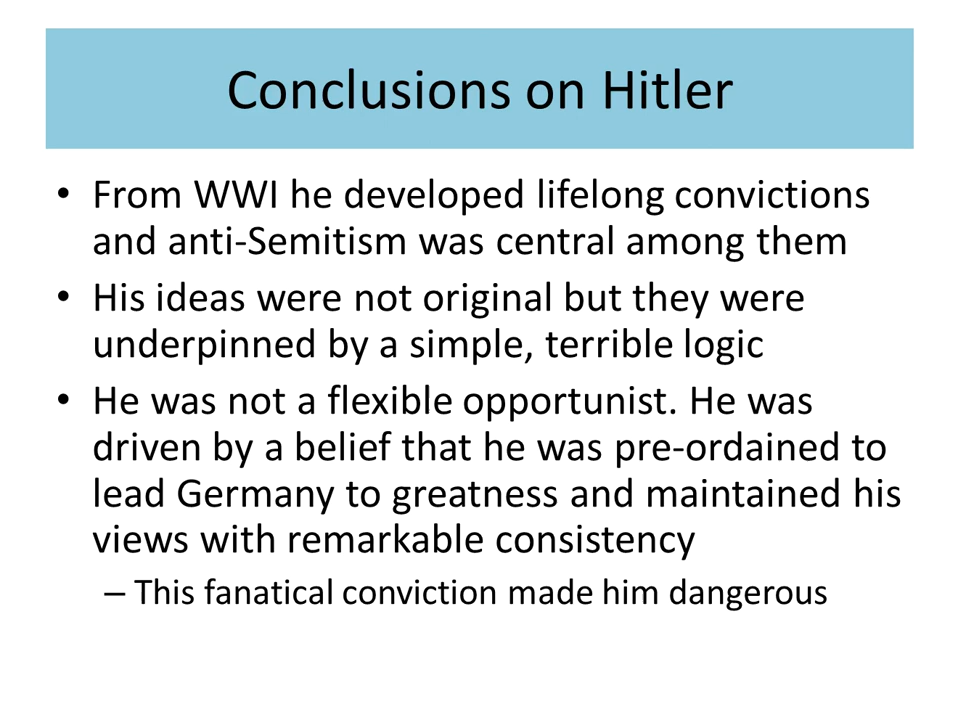 Conclusions on Hitler
• From WWI he developed lifelong convictions
and anti-Semitism was central among them
• His ideas were not original but they were
underpinned by a simple, terrible logic
• He was not a flexible opportunist. He was
driven by a belief that he was pre-ordained to
lead Germany to greatness and maintained his
views with remarkable consistency
– This fanatical conviction made him dangerous